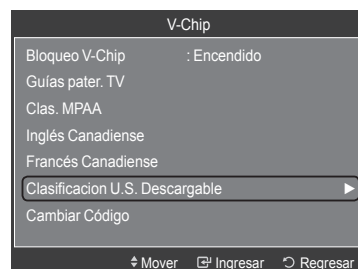 V-Chip
Bloqueo V-Chip : Encendido
Guías pater. TV
Clas. MPAA
Inglés Canadiense
Francés Canadiense
Clasificacion U.S. Descargable
Cambiar Código
Mover Ingresar Regresar